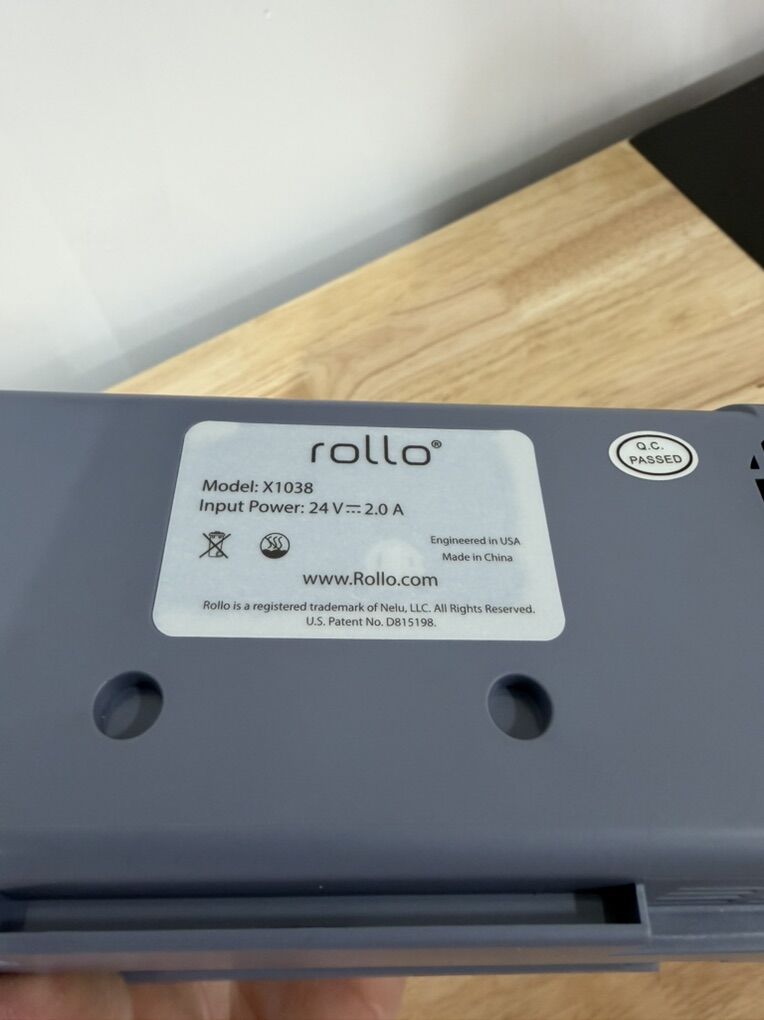 rollo®
Model: X1038
Input Power: 24 V⎓2.0 A
Engineered in USA
Made in China
www.Rollo.com
Rollo is a registered trademark of Nelu, LLC. All Rights Reserved.
U.S. Patent No. D815198.
Q.C.
PASSED